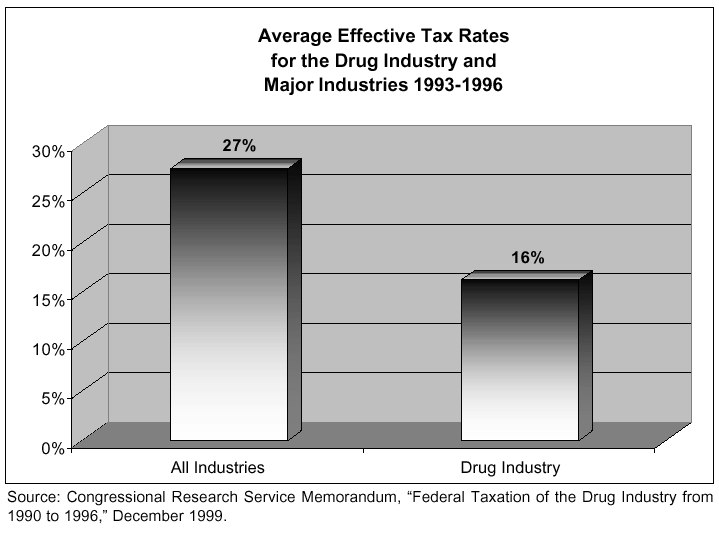 Average Effective Tax Rates
for the Drug Industry and
Major Industries 1993-1996
27%
16%
30%
25%
20%
15%
10%
5%
0%
All Industries
Drug Industry
Source: Congressional Research Service Memorandum, “Federal Taxation of the Drug Industry from
1990 to 1996,” December 1999.